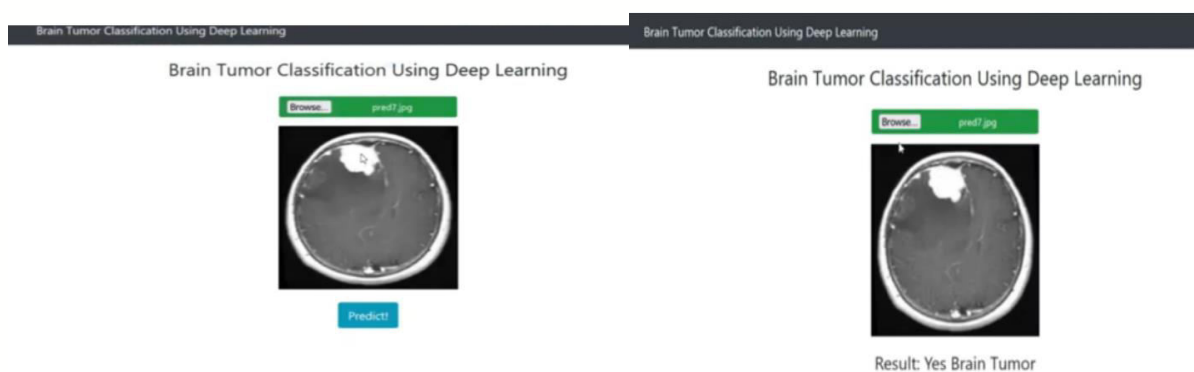 Brain Tumor Classification Using Deep Learning
Brain Tumor Classification Using Deep Learning
Browse... pred7.jpg
Predict!
Brain Tumor Classification Using Deep Learning
Brain Tumor Classification Using Deep Learning
Browse... pred7.jpg
Result: Yes Brain Tumor